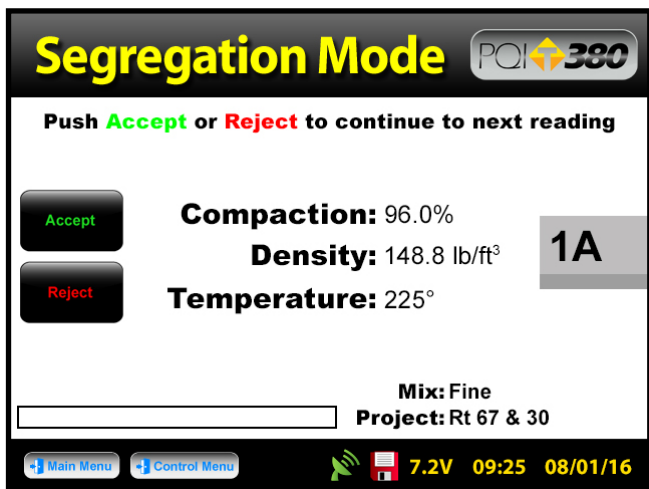 Segregation Mode PQI 380
Push Accept or Reject to continue to next reading
Accept
Reject
Compaction: 96.0%
Density: 148.8 lb/ft³
Temperature: 225°
1A
Mix: Fine
Project: Rt 67 & 30
Main Menu Control Menu 7.2V 09:25 08/01/16